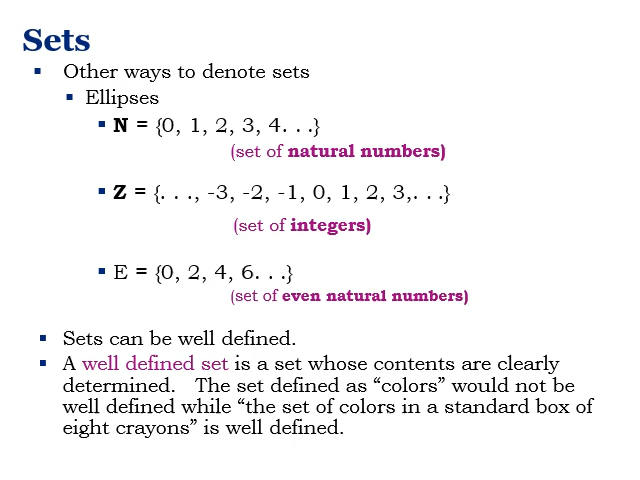 Sets
Other ways to denote sets
Ellipses
N = {0, 1, 2, 3, 4. . .}
(set of natural numbers)
Z = {. . ., -3, -2, -1, 0, 1, 2, 3,. . .}
(set of integers)
E = {0, 2, 4, 6. . .}
(set of even natural numbers)
Sets can be well defined.
A well defined set is a set whose contents are clearly
determined. The set defined as “colors” would not be
well defined while “the set of colors in a standard box of
eight crayons” is well defined.